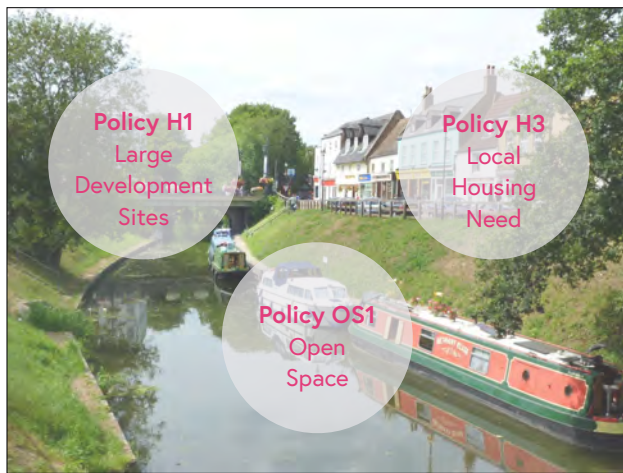 Policy H1
Large
Development
Sites
Policy H3
Local
Housing
Need
Policy OS1
Open
Space